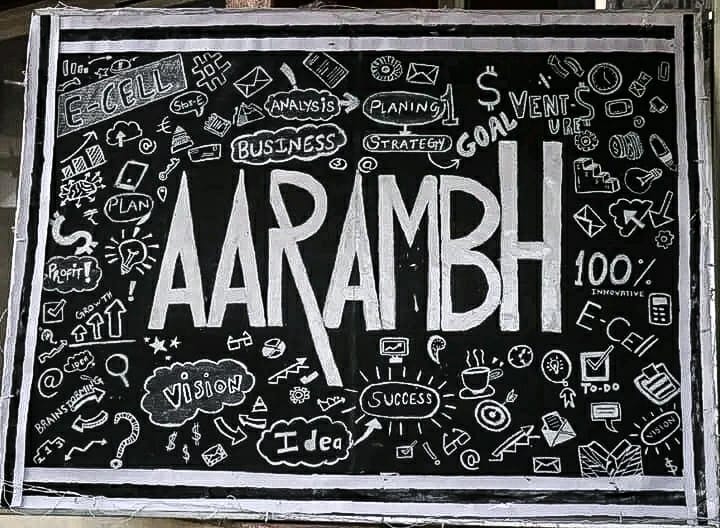 E-CELL
#
Star-E
ANALYSIS
PLANING
1
$
%
VENT
URE
$
GOAL
STRATEGY
BUSINESS
€
@
@
$
AARAMBH
PLAN
₹
$
PROFIT!
GROWTH
!
100%
INNOVATIVE
E-Cell
TO-DO
IDEA
@
BRAINSTORMING
VISION
SUCCESS
Idea
?
$
$
$
@
VISION
$